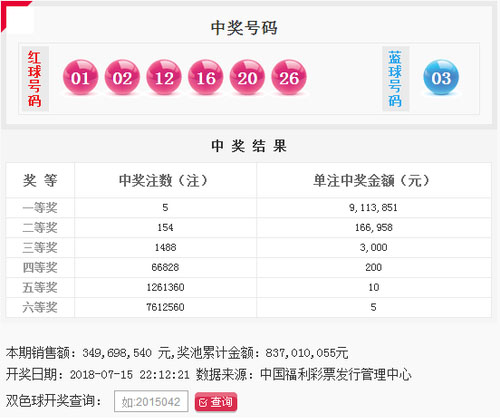 中奖号码
红球号码 01 02 12 16 20 26 蓝球号码 03
中 奖 结 果
奖 等 中奖注数（注） 单注中奖金额（元）
一等奖 5 9,113,851
二等奖 154 166,958
三等奖 1488 3,000
四等奖 66828 200
五等奖 1261360 10
六等奖 7612560 5
本期销售额：349,698,540 元,奖池累计金额：837,010,055元
开奖日期：2018-07-15 22:12:21 数据来源：中国福利彩票发行管理中心
双色球开奖查询： 如:2015042 查询